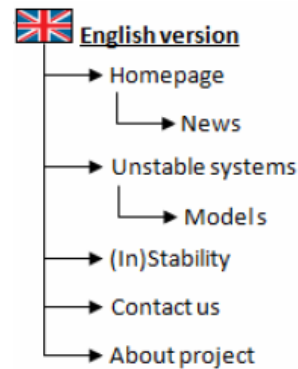 English version
Homepage
News
Unstable systems
Models
(In)Stability
Contact us
About project